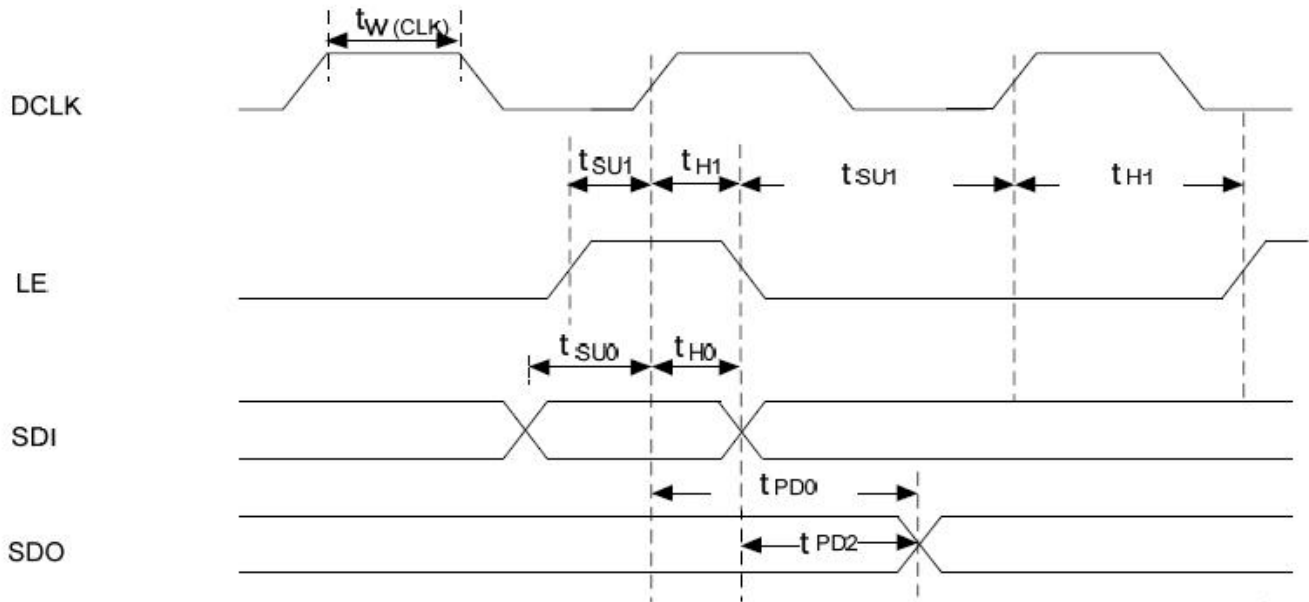 tW (CLK)
DCLK
tSU1 tH1 tSU1 tH1
LE
tSU0 tH0
SDI
tPD0
SDO
tPD2